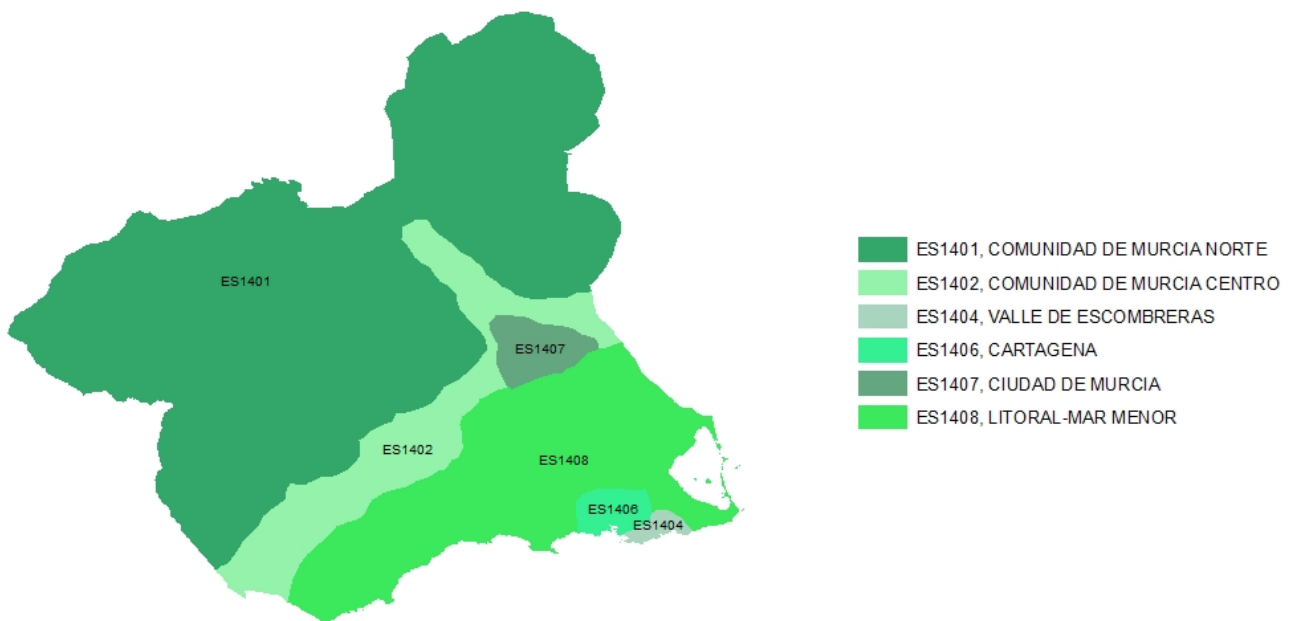 ES1401
ES1407
ES1402
ES1408
ES1406
ES1404
ES1401, COMUNIDAD DE MURCIA NORTE
ES1402, COMUNIDAD DE MURCIA CENTRO
ES1404, VALLE DE ESCOMBRERAS
ES1406, CARTAGENA
ES1407, CIUDAD DE MURCIA
ES1408, LITORAL-MAR MENOR